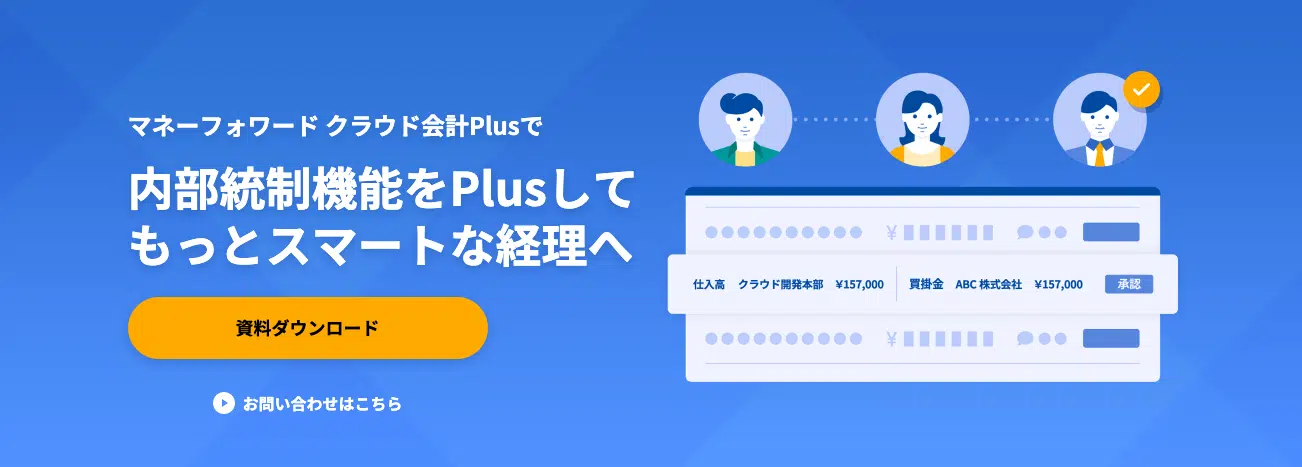 マネーフォワード クラウド会計Plusで
内部統制機能をPlusして
もっとスマートな経理へ
資料ダウンロード
お問い合わせはこちら
¥
仕入高 クラウド開発本部 ¥157,000 買掛金 ABC 株式会社 ¥157,000 承認
¥